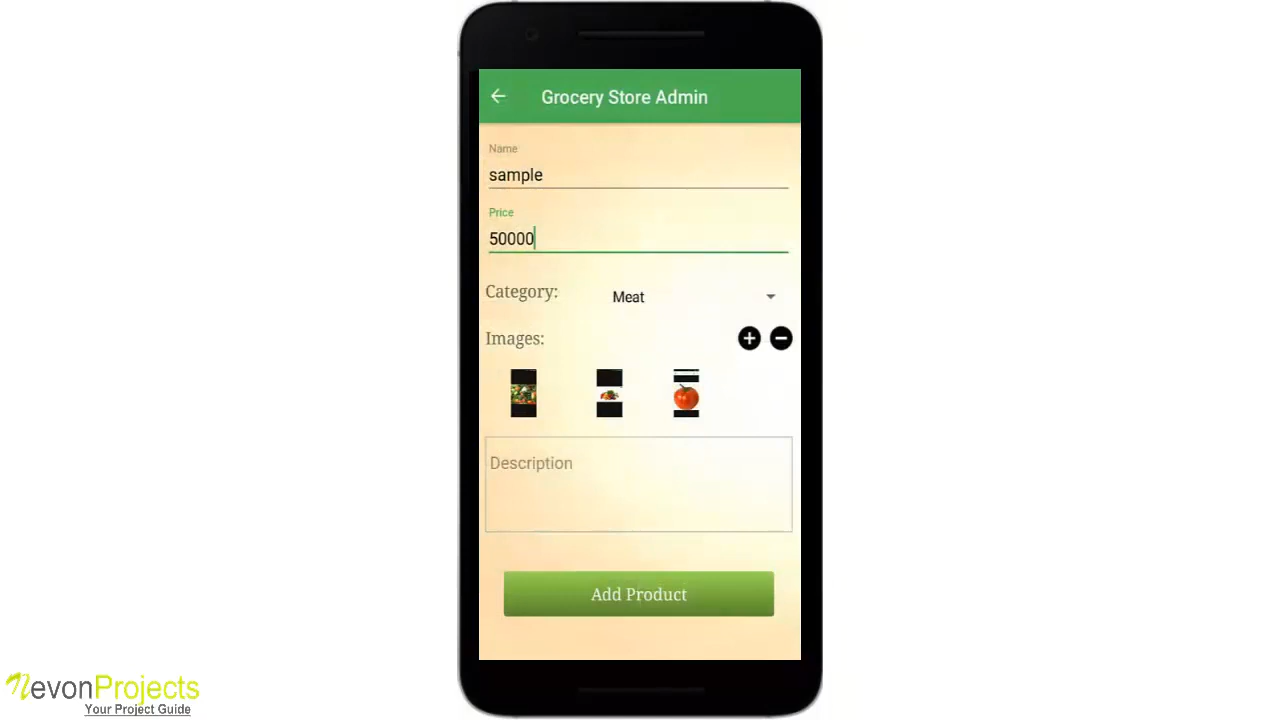 Grocery Store Admin
Name
sample
Price
50000
Category: Meat
Images:
Description
Add Product
NevonProjects
Your Project Guide